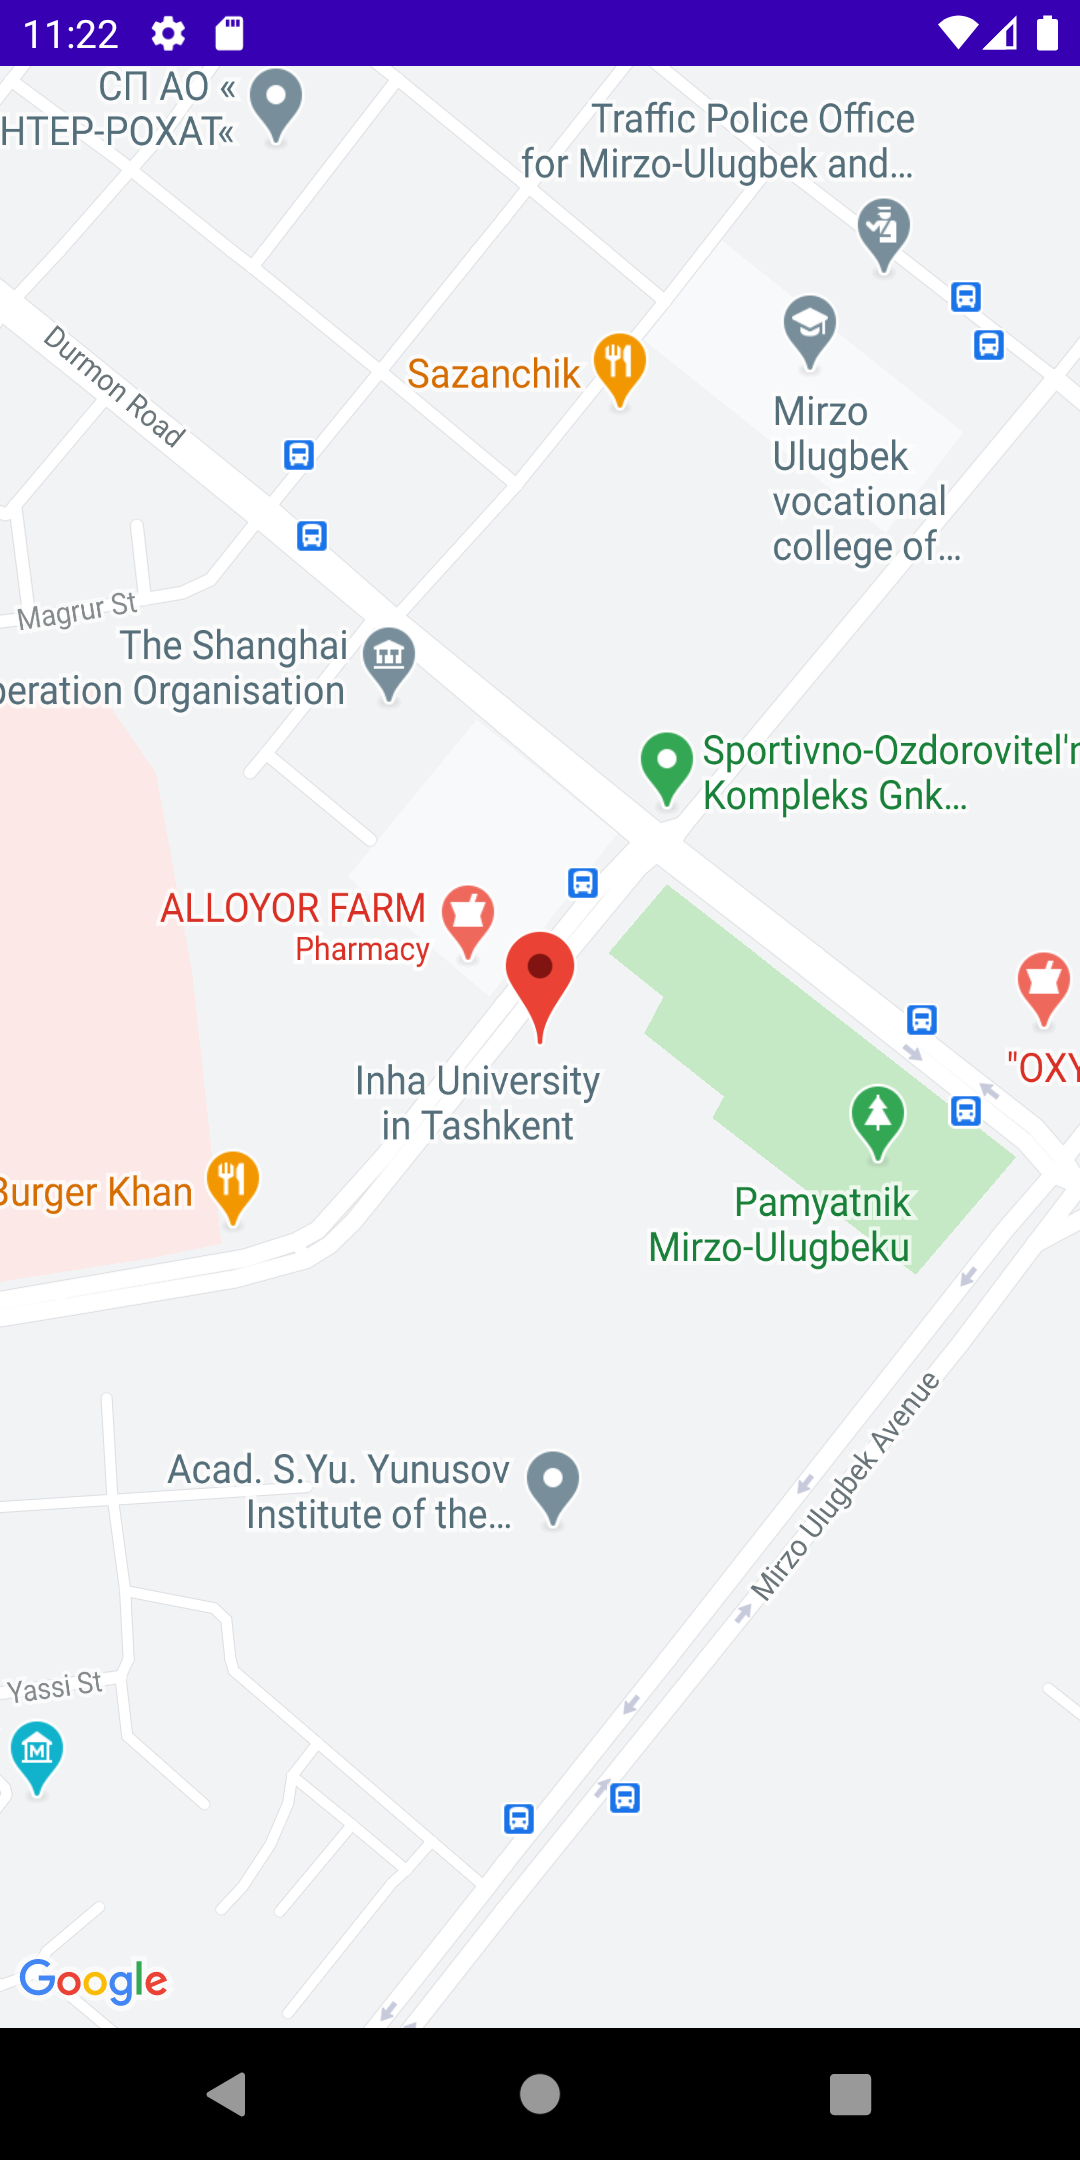 11:22
СП АО «
НТЕР-РОХАТ«
Traffic Police Office
for Mirzo-Ulugbek and...
Durmon Road
Sazanchik
Mirzo
Ulugbek
vocational
college of...
Magrur St
The Shanghai
peration Organisation
Sportivno-Ozdorovitel'n
Kompleks Gnk...
ALLOYOR FARM
Pharmacy
"OXY
Inha University
in Tashkent
Burger Khan
Pamyatnik
Mirzo-Ulugbeku
Mirzo Ulugbek Avenue
Acad. S.Yu. Yunusov
Institute of the...
Yassi St
M
Google